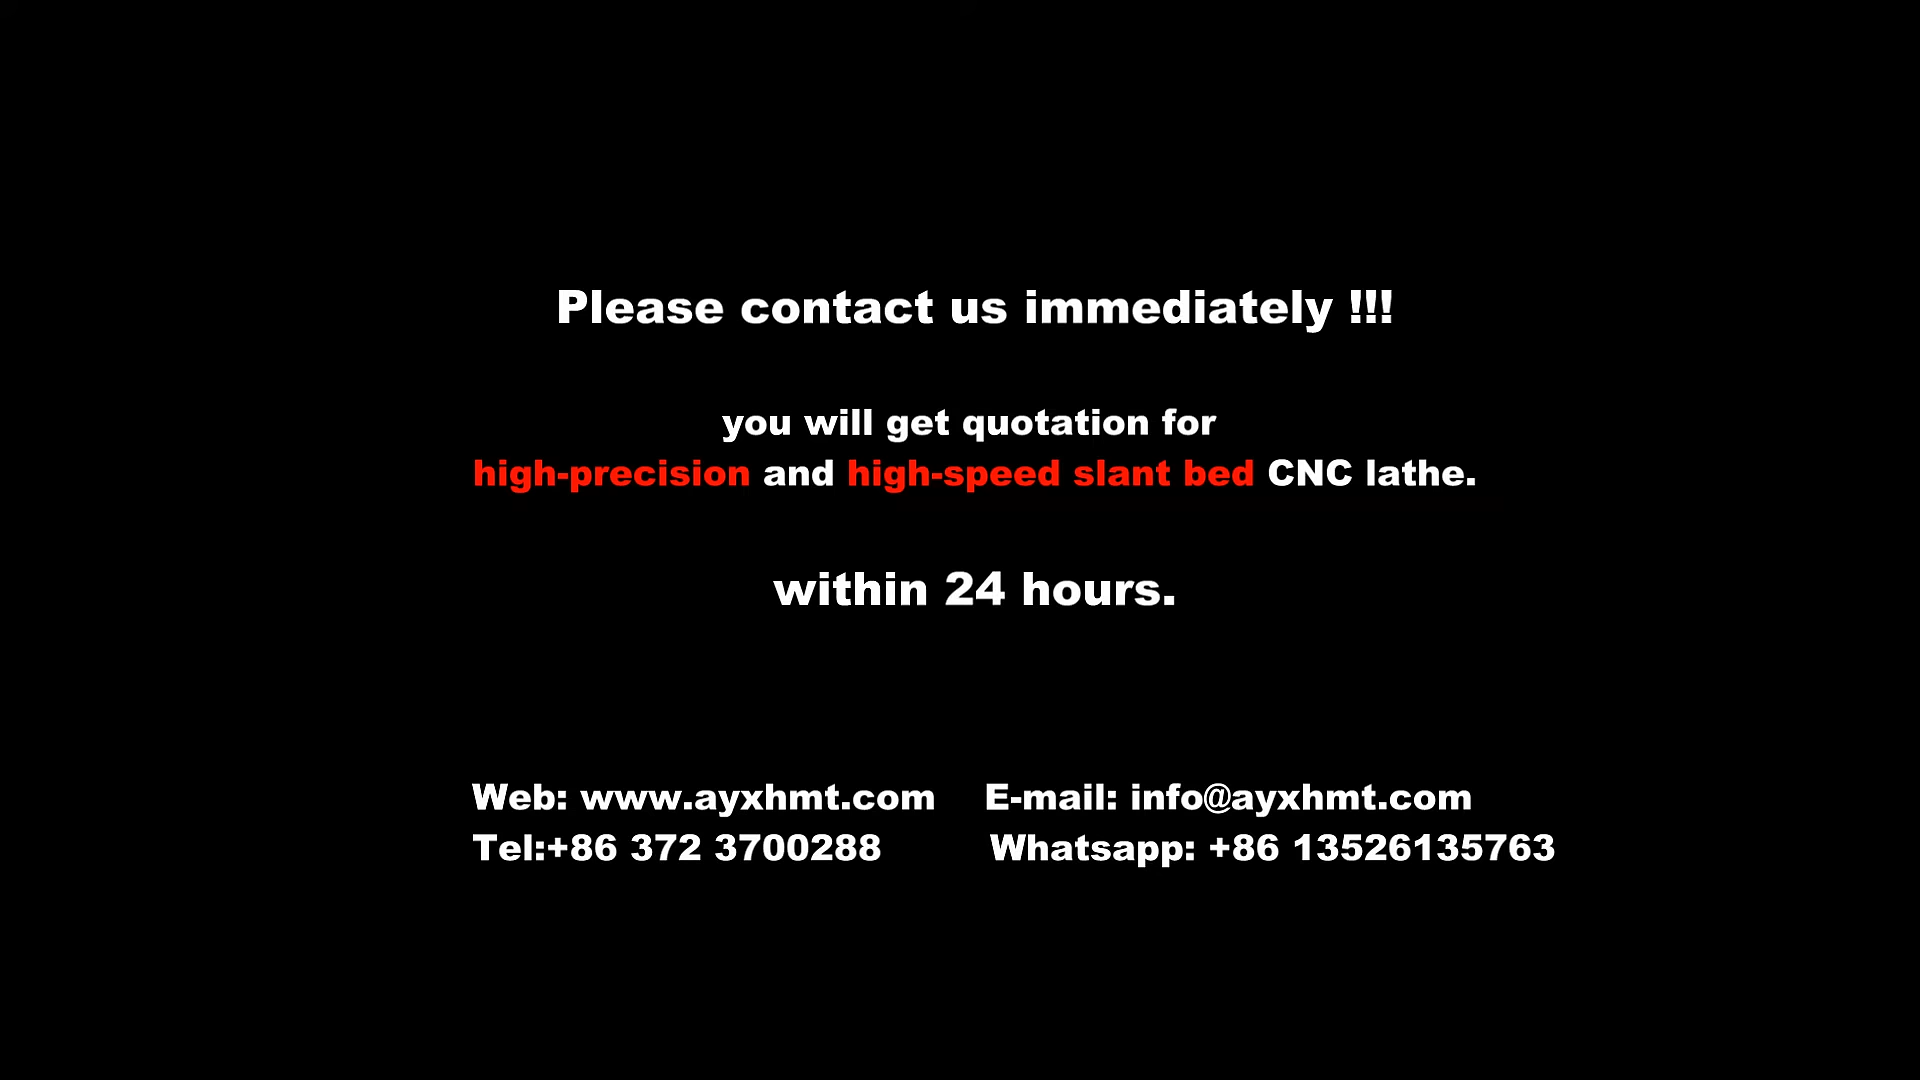 Please contact us immediately !!!
you will get quotation for
high-precision and high-speed slant bed CNC lathe.
within 24 hours.
Web: www.ayxhmt.com E-mail: info@ayxhmt.com
Tel:+86 372 3700288 Whatsapp: +86 13526135763